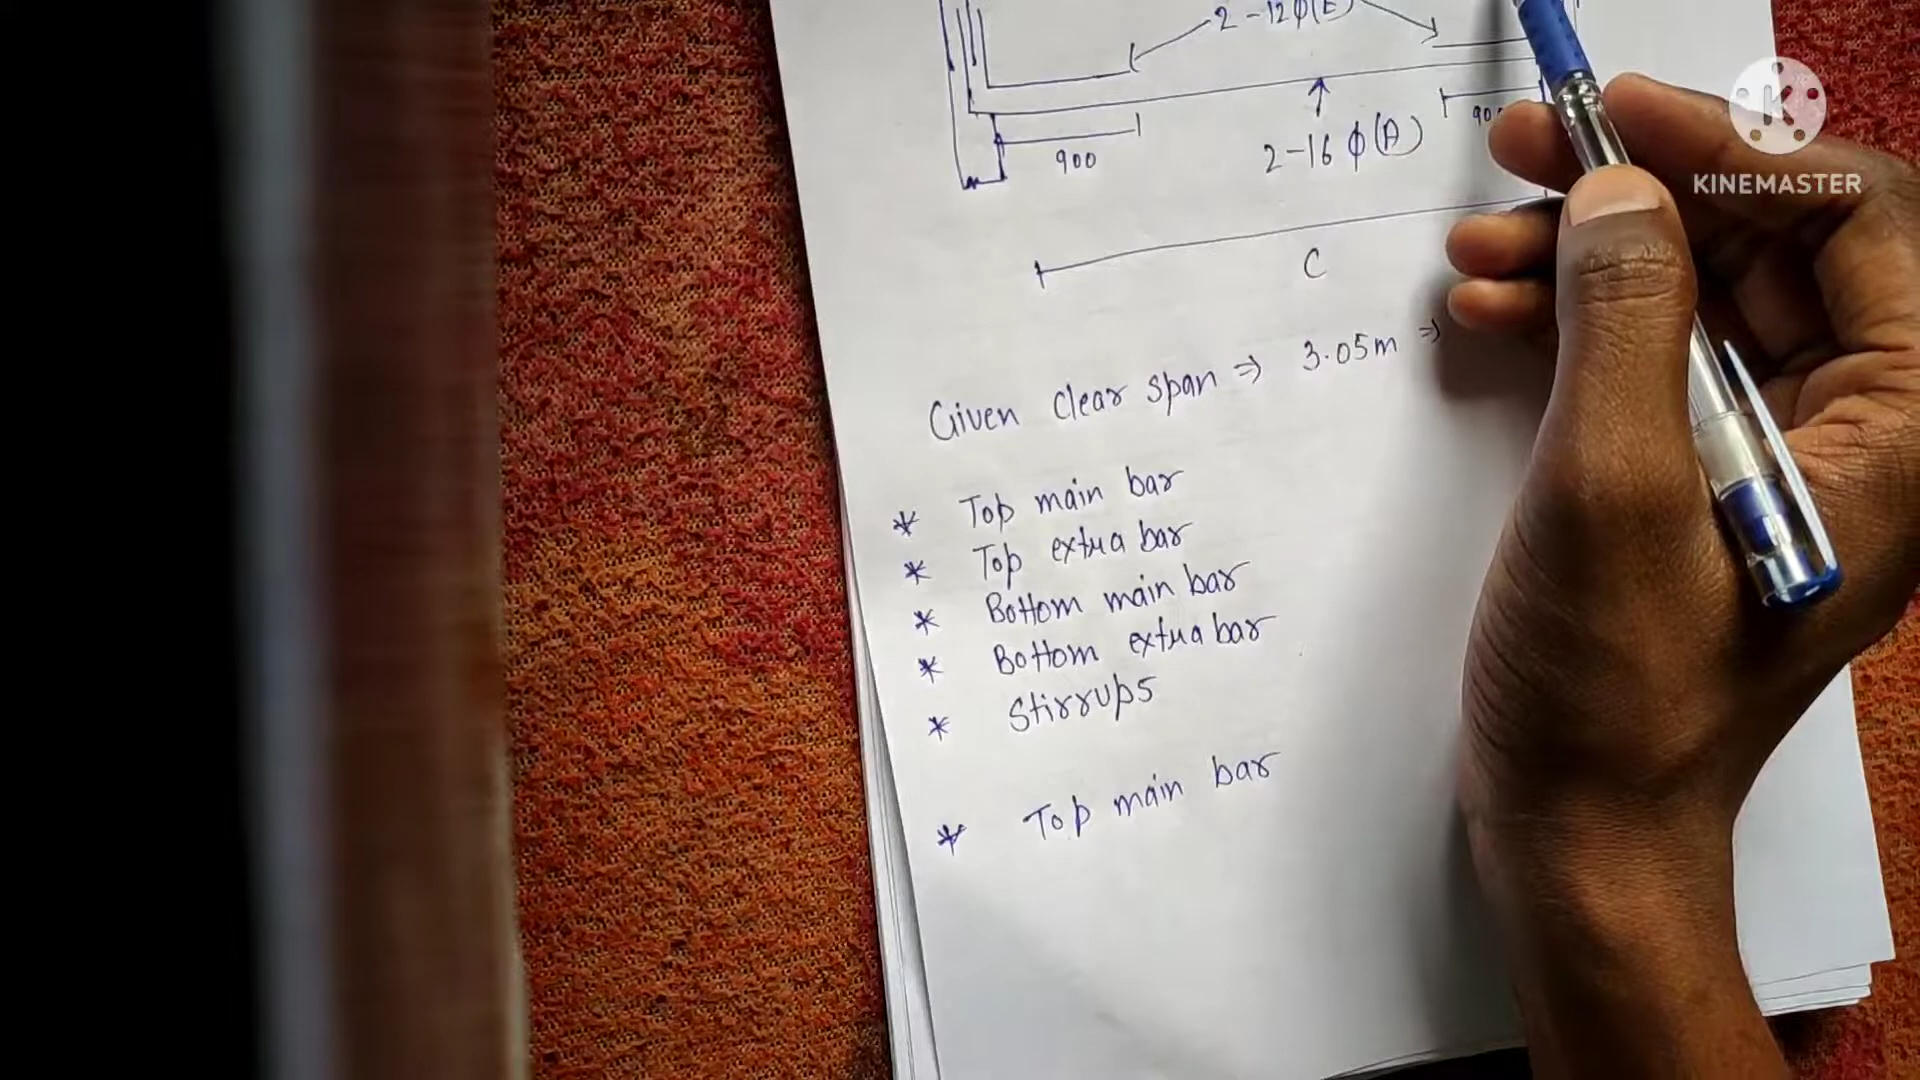 2-12ϕ(E)
900
2-16 ϕ(A)
KINEMASTER
C
Given clear span ⇒ 3.05m ⇒
* Top main bar
* Top extra bar
* Bottom main bar
* Bottom extra bar
* Stirrups
* Top main bar